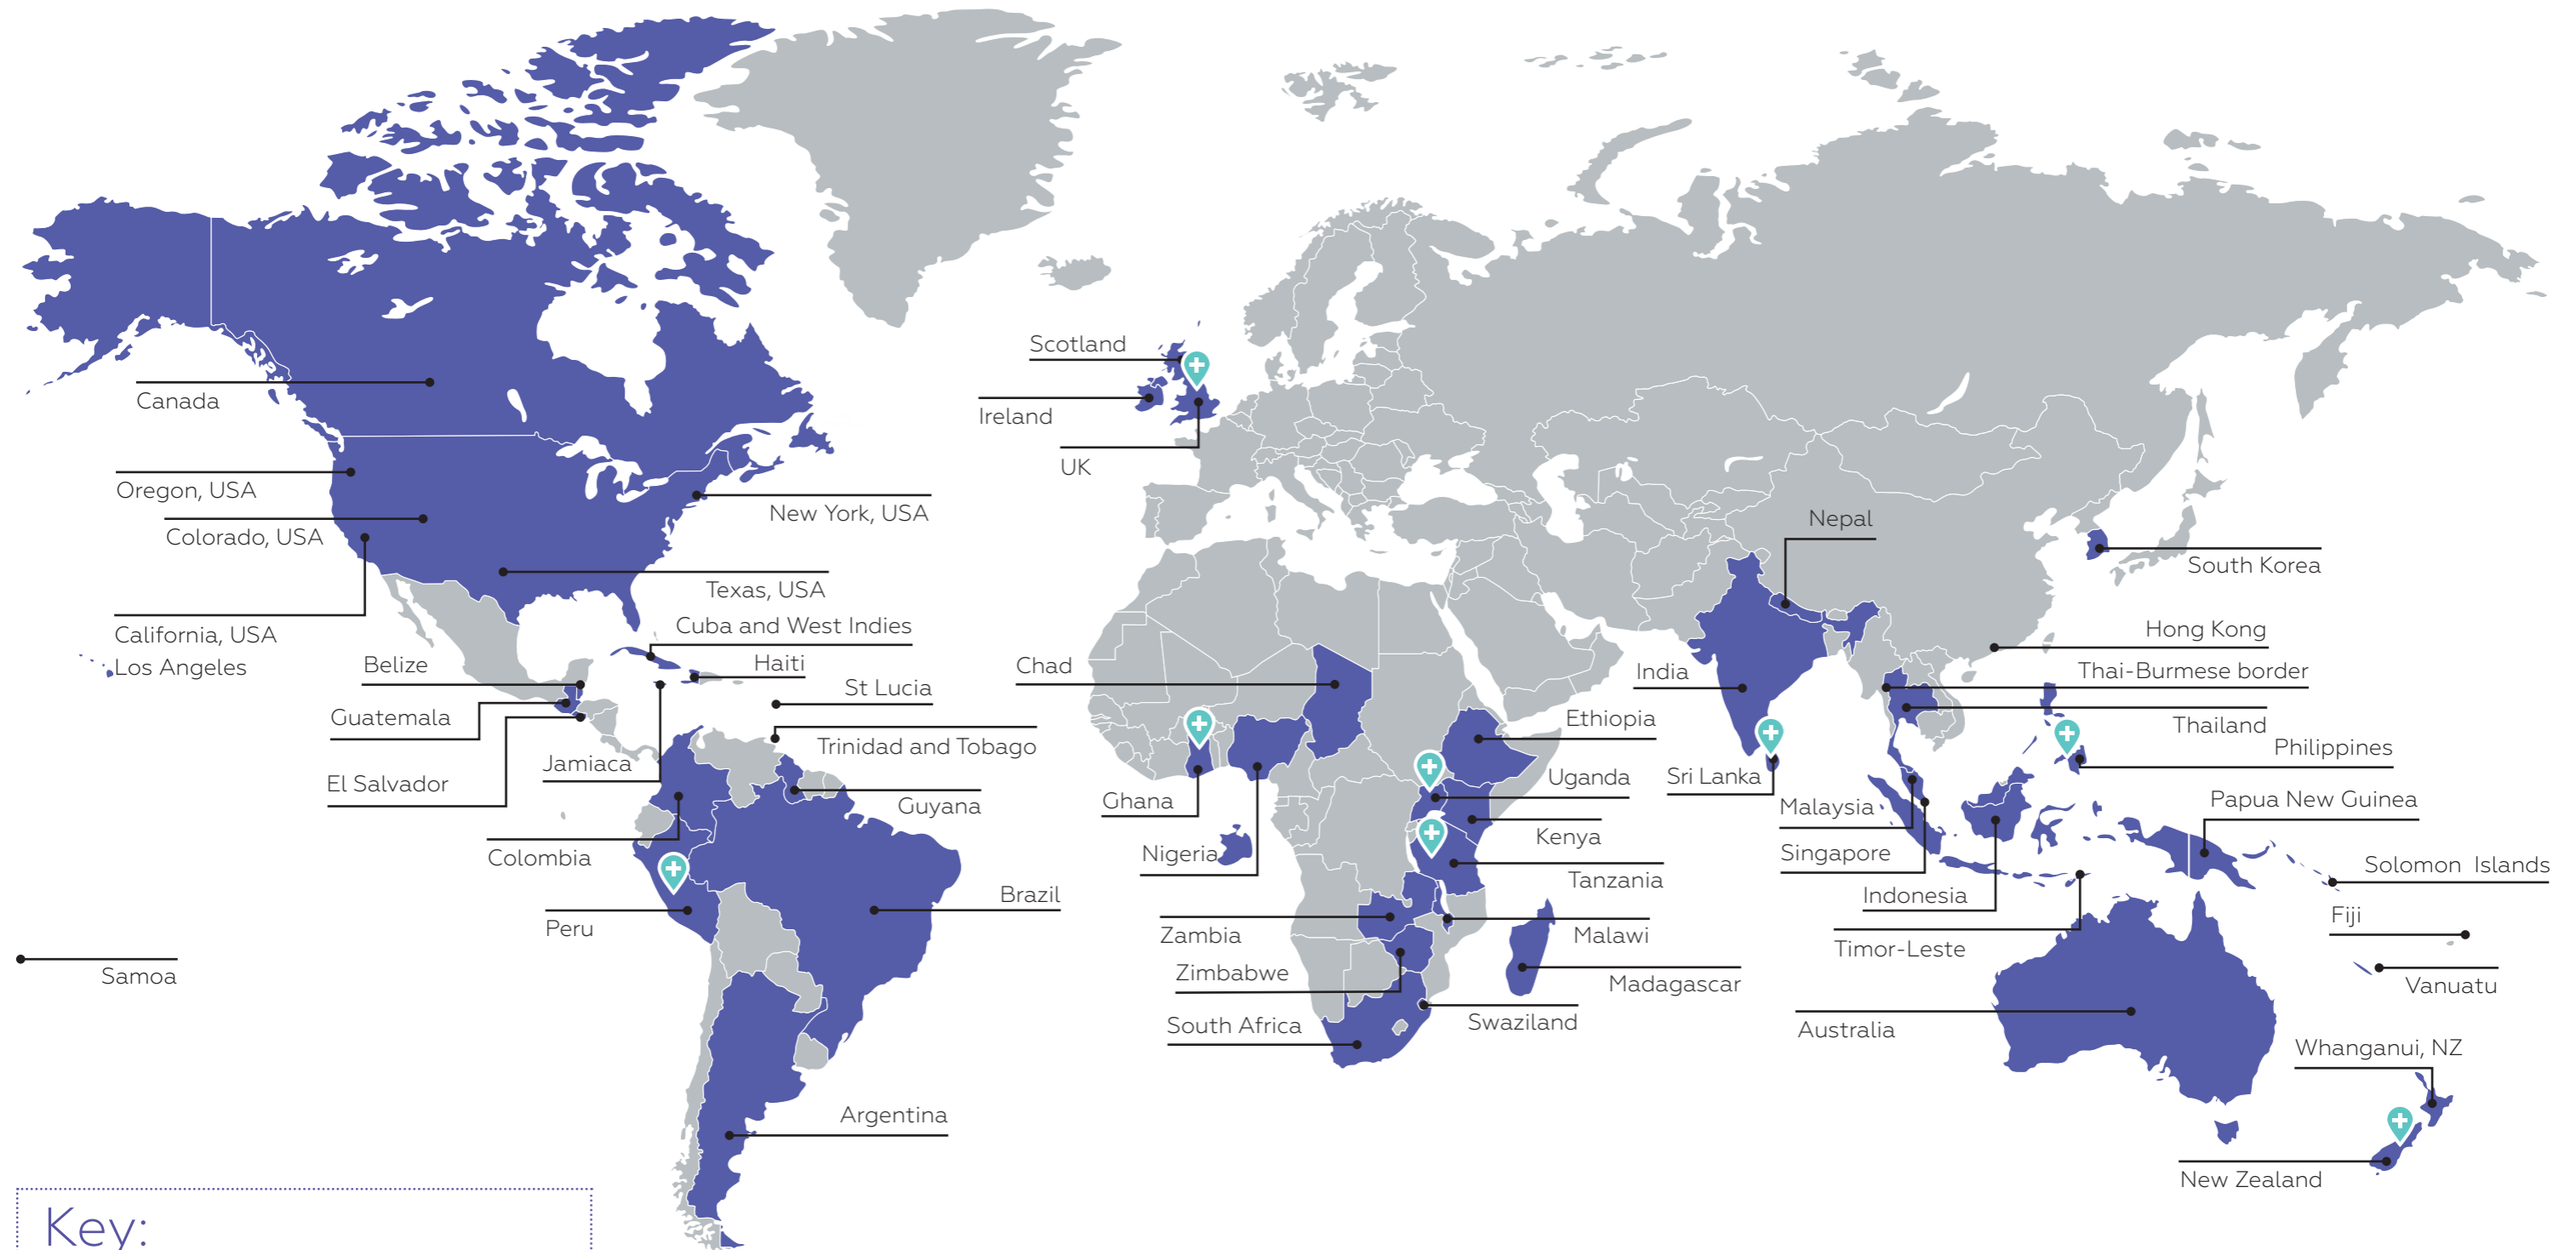 Canada
Oregon, USA
Colorado, USA
California, USA
Los Angeles
New York, USA
Texas, USA
Cuba and West Indies
Haiti
Belize
St Lucia
Guatemala
Trinidad and Tobago
El Salvador
Jamiaca
Guyana
Colombia
Peru
Brazil
Samoa
Argentina
Scotland
Ireland
UK
Chad
Ethiopia
Uganda
Ghana
Kenya
Nigeria
Tanzania
Zambia
Malawi
Zimbabwe
Madagascar
South Africa
Swaziland
Nepal
South Korea
Hong Kong
India
Thai-Burmese border
Thailand
Philippines
Sri Lanka
Malaysia
Papua New Guinea
Singapore
Solomon Islands
Indonesia
Fiji
Timor-Leste
Vanuatu
Australia
Whanganui, NZ
New Zealand
Key: